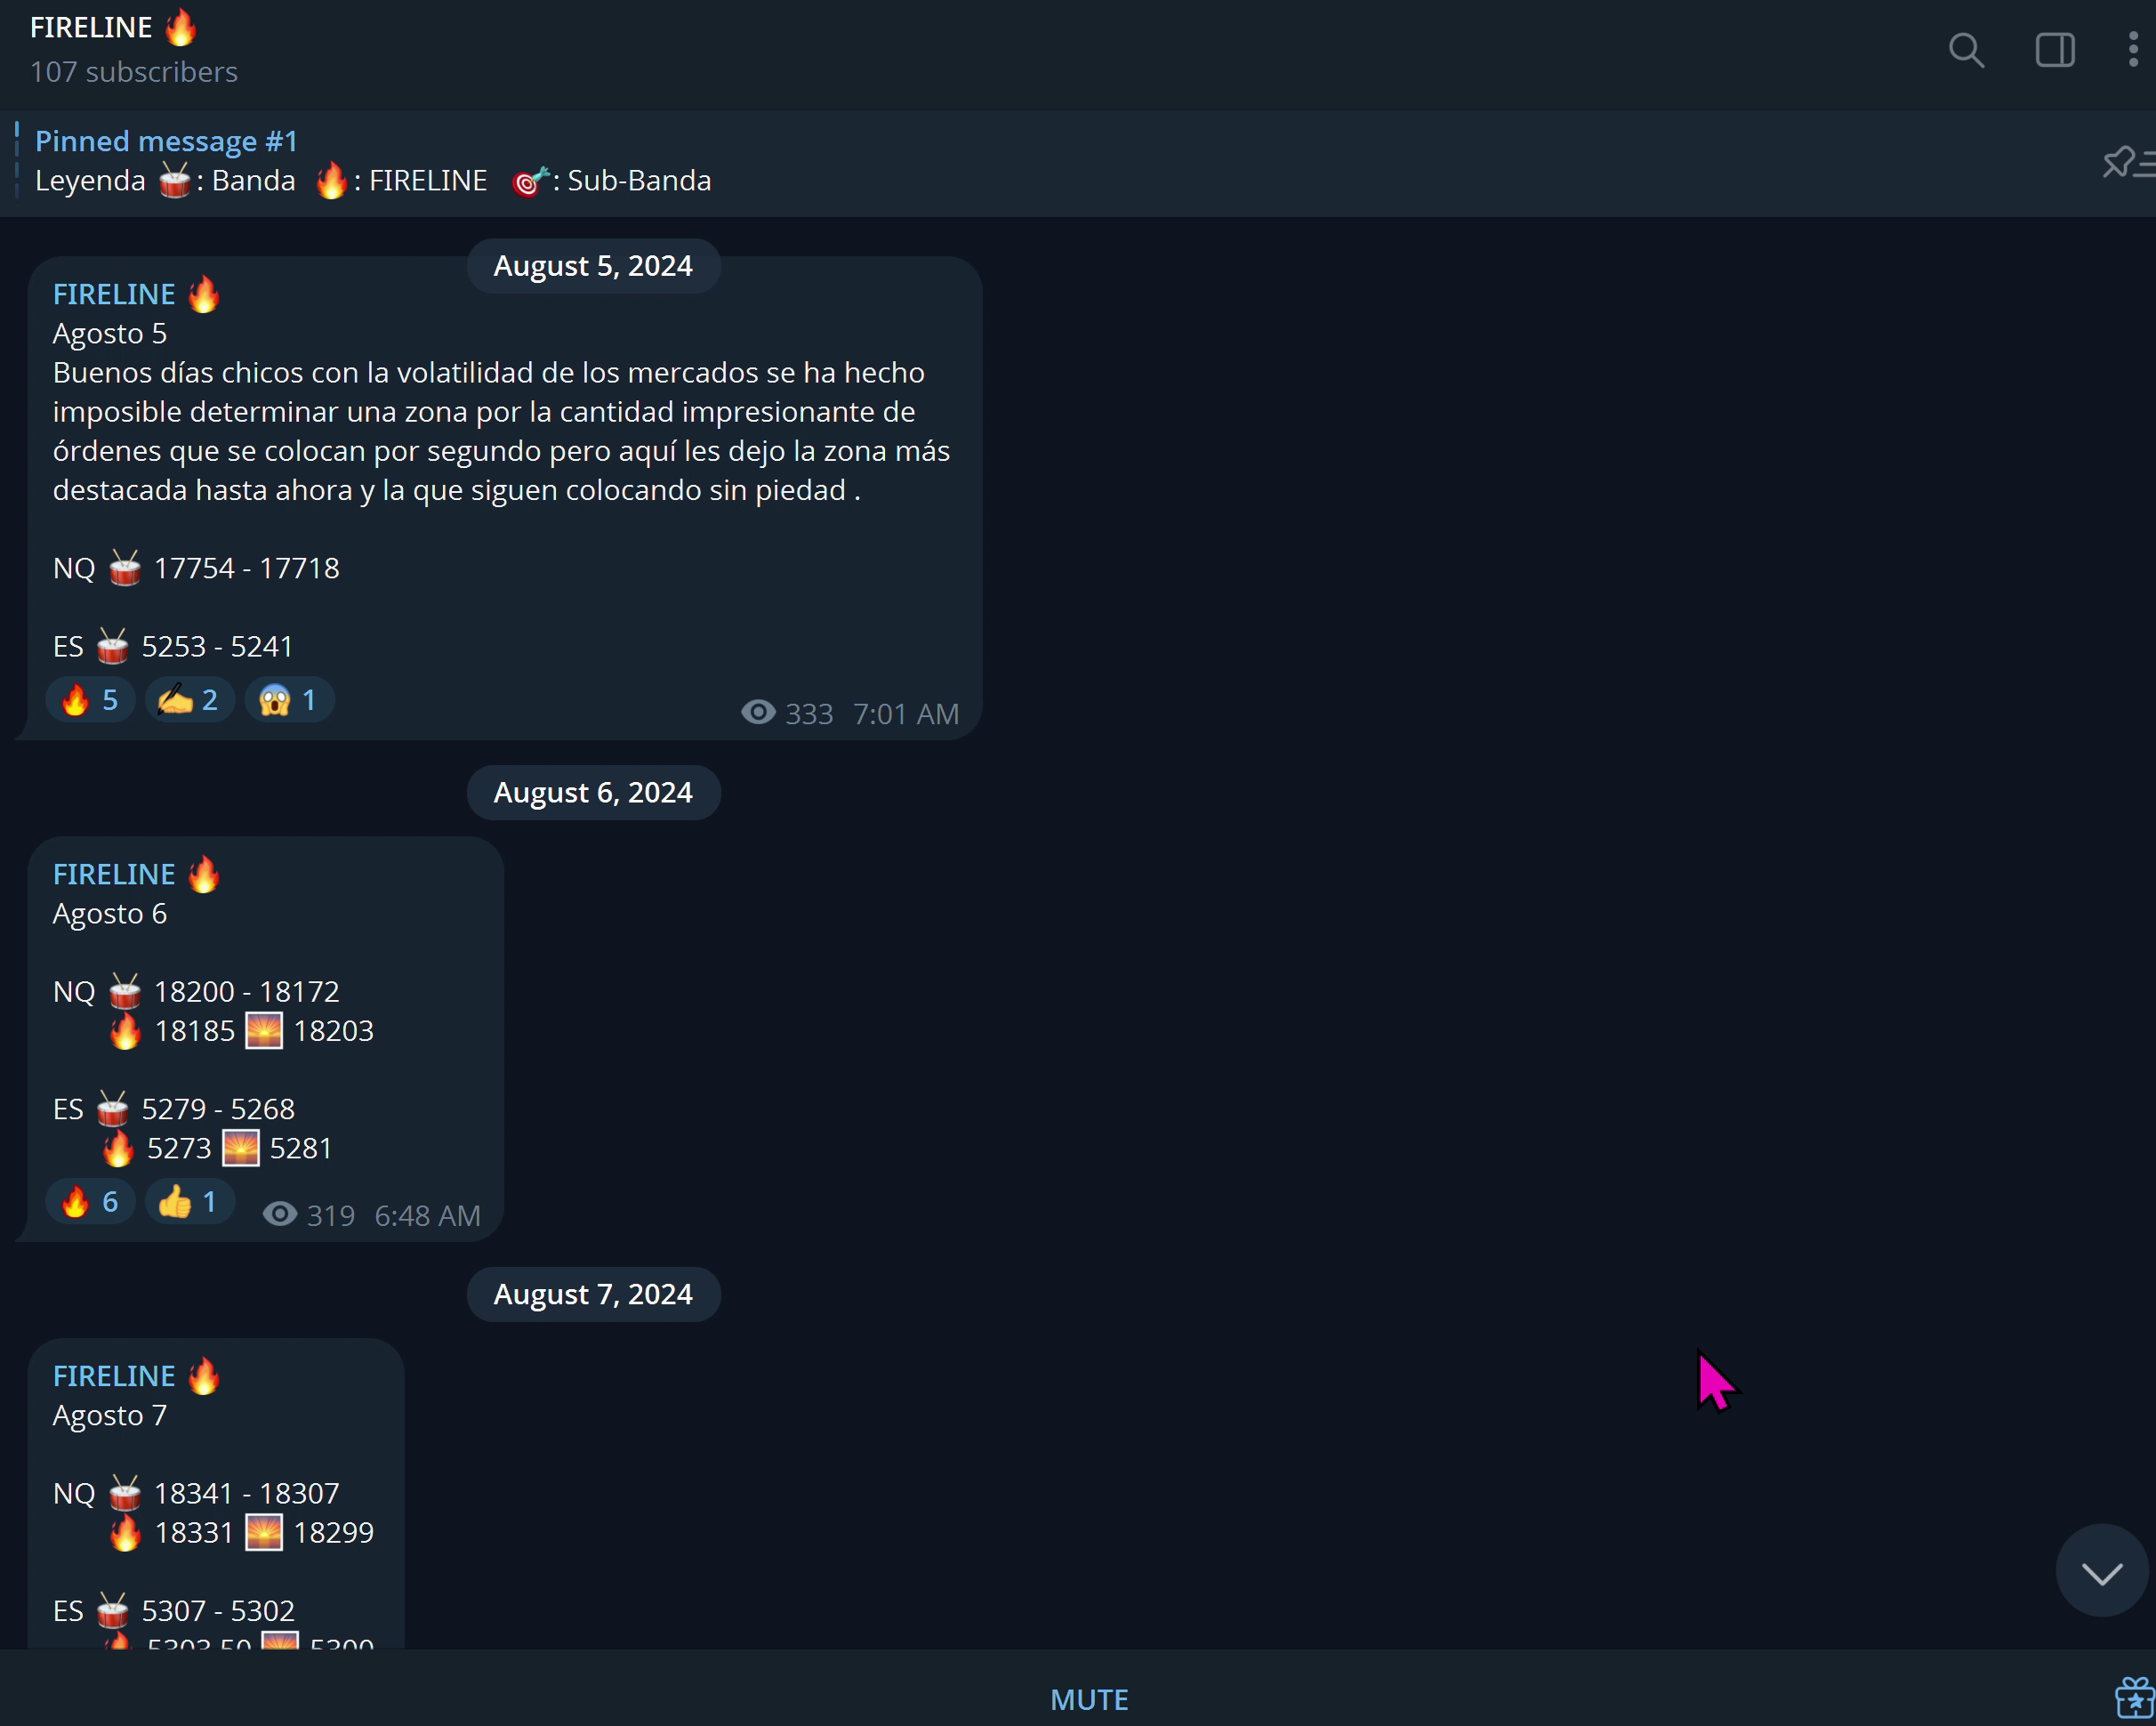 FIRELINE 🔥
107 subscribers
Pinned message #1
Leyenda 🥁: Banda 🔥: FIRELINE 🎯: Sub-Banda
August 5, 2024
FIRELINE 🔥
Agosto 5
Buenos días chicos con la volatilidad de los mercados se ha hecho
imposible determinar una zona por la cantidad impresionante de
órdenes que se colocan por segundo pero aquí les dejo la zona más
destacada hasta ahora y la que siguen colocando sin piedad .
NQ 🥁 17754 - 17718
ES 🥁 5253 - 5241
🔥 5 ✍️ 2 😱 1
333 7:01 AM
August 6, 2024
FIRELINE 🔥
Agosto 6
NQ 🥁 18200 - 18172
🔥 18185 🌅 18203
ES 🥁 5279 - 5268
🔥 5273 🌅 5281
🔥 6 👍 1 319 6:48 AM
August 7, 2024
FIRELINE 🔥
Agosto 7
NQ 🥁 18341 - 18307
🔥 18331 🌅 18299
ES 🥁 5307 - 5302
🔥 5303.50 🌅 5300
MUTE